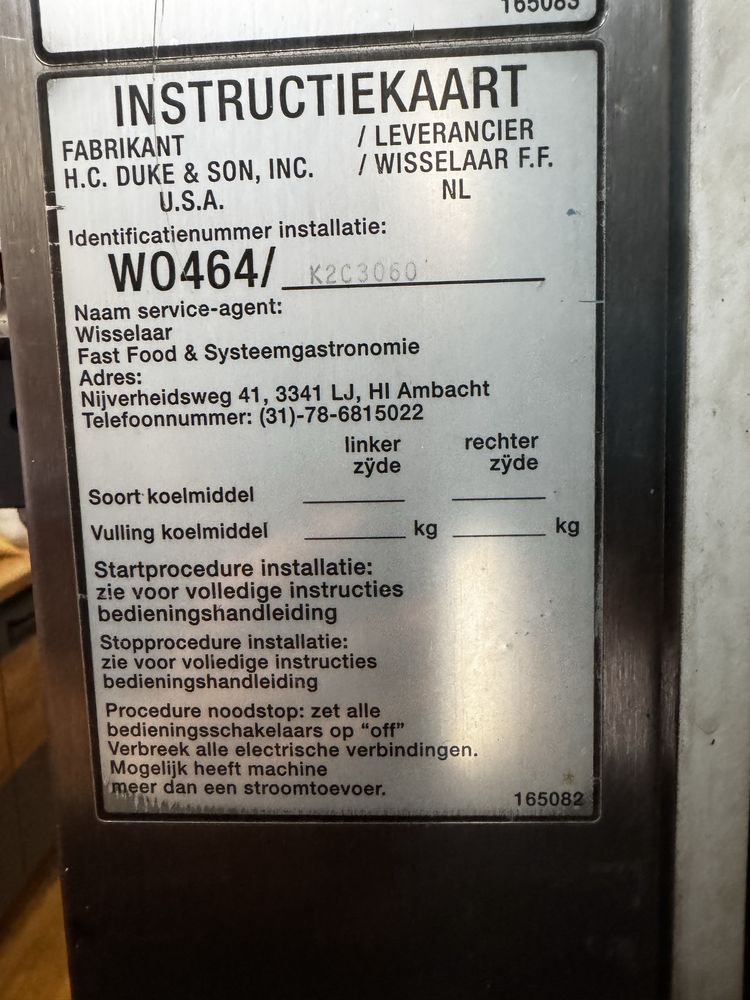 165083
INSTRUCTIEKAART
FABRIKANT / LEVERANCIER
H.C. DUKE & SON, INC. / WISSELAAR F.F.
U.S.A. NL
Identificatienummer installatie:
WO464/ K2C3060
Naam service-agent:
Wisselaar
Fast Food & Systeemgastronomie
Adres:
Nijverheidsweg 41, 3341 LJ, HI Ambacht
Telefoonnummer: (31)-78-6815022
linker rechter
zÿde zÿde
Soort koelmiddel
Vulling koelmiddel kg kg
Startprocedure installatie:
zie voor volledige instructies
bedieningshandleiding
Stopprocedure installatie:
zie voor volledige instructies
bedieningshandleiding
Procedure noodstop: zet alle
bedieningsschakelaars op “off”
Verbreek alle electrische verbindingen.
Mogelijk heeft machine
meer dan een stroomtoevoer.
165082